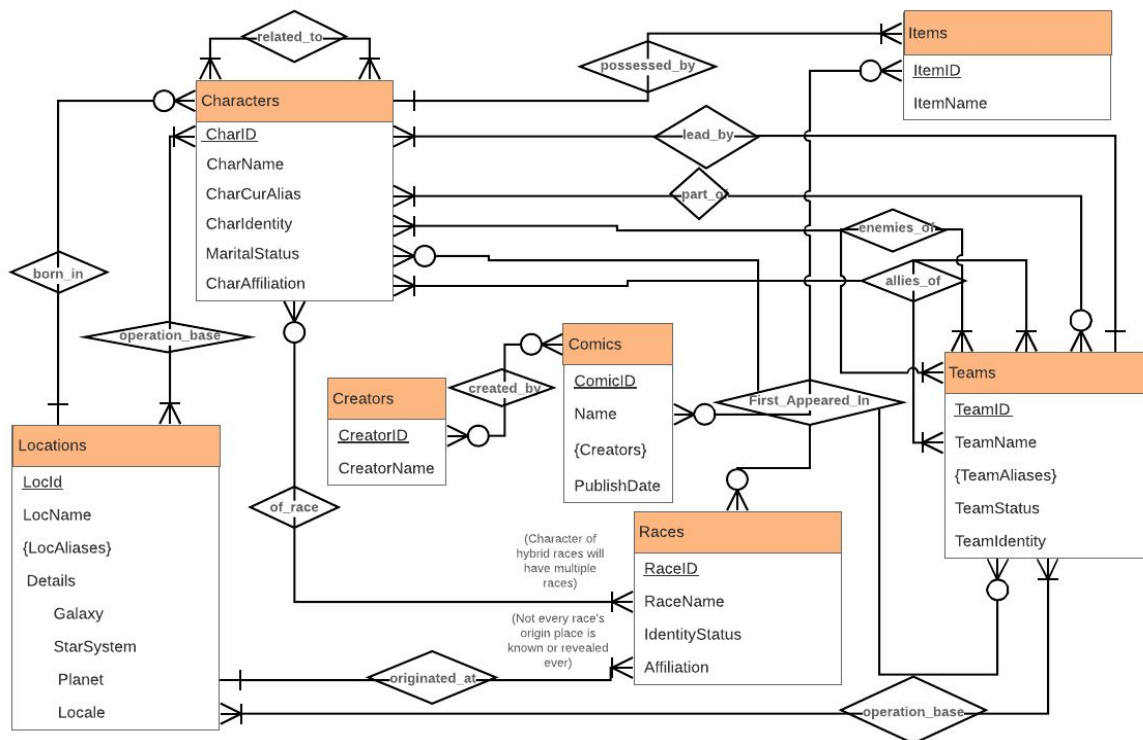 related_to
possessed_by
Items
ItemID
ItemName
Characters
CharID
CharName
CharCurAlias
CharIdentity
MaritalStatus
CharAffiliation
lead_by
part_of
enemies_of
allies_of
born_in
operation_base
Creators
CreatorID
CreatorName
created_by
Comics
ComicID
Name
{Creators}
PublishDate
First_Appeared_In
Teams
TeamID
TeamName
{TeamAliases}
TeamStatus
TeamIdentity
Locations
LocId
LocName
{LocAliases}
Details
Galaxy
StarSystem
Planet
Locale
of_race
(Character of
hybrid races will
have multiple
races)
(Not every race's
origin place is
known or revealed
ever)
Races
RaceID
RaceName
IdentityStatus
Affiliation
originated_at
operation_base